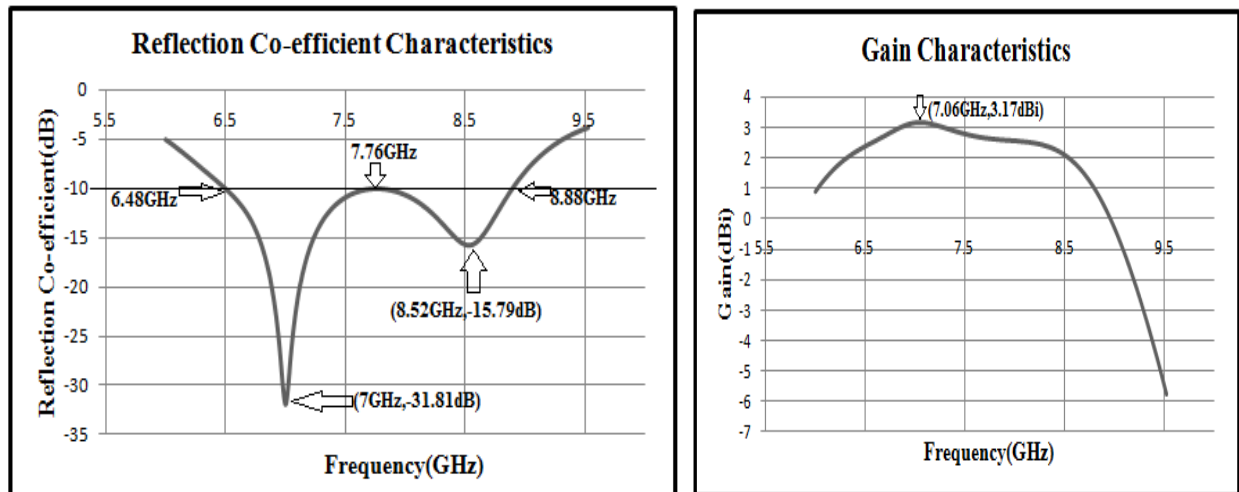 Reflection Co-efficient Characteristics
Reflection Co-efficient(dB)
0
5.5 6.5 7.5 8.5 9.5
-5
7.76GHz
-10
6.48GHz
8.88GHz
-15
-20
(8.52GHz,-15.79dB)
-25
-30
(7GHz,-31.81dB)
-35
Frequency(GHz)
Gain Characteristics
Gain(dBi)
4
(7.06GHz,3.17dBi)
3
2
1
0
-1
5.5 6.5 7.5 8.5 9.5
-2
-3
-4
-5
-6
-7
Frequency(GHz)